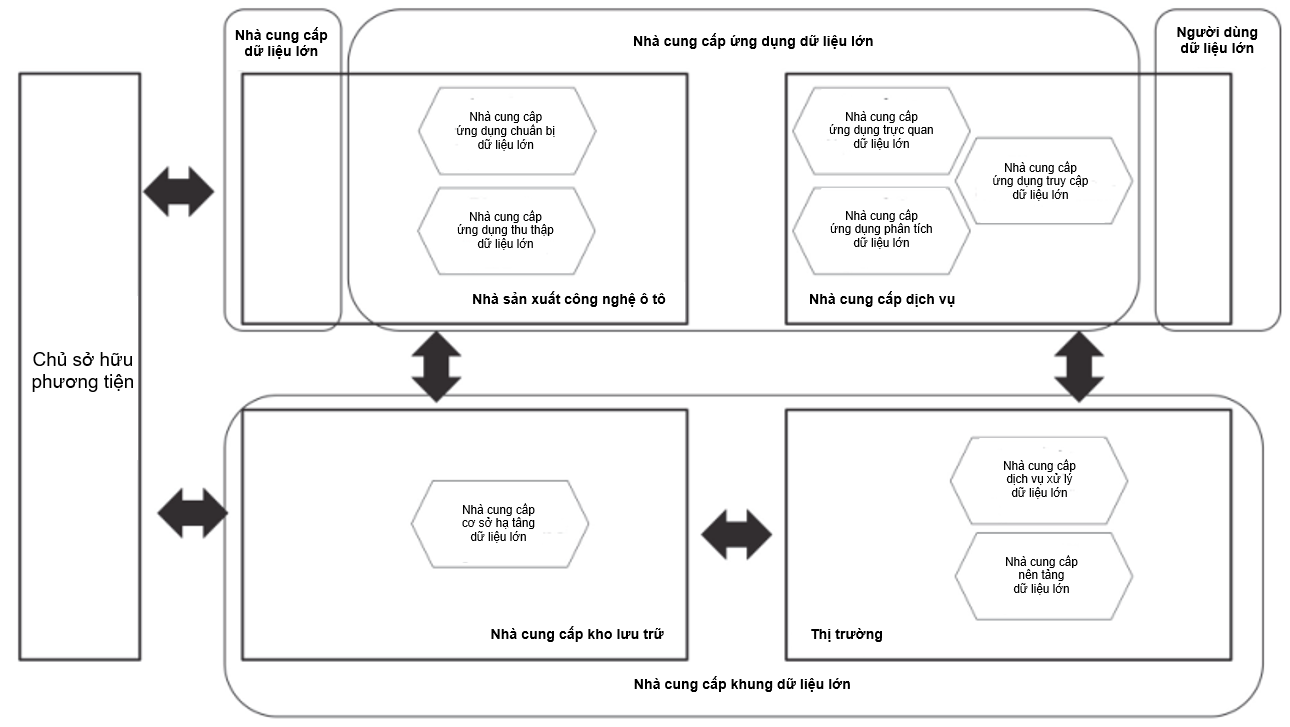 Nhà cung cấp
dữ liệu lớn
Nhà cung cấp ứng dụng dữ liệu lớn
Người dùng
dữ liệu lớn
Nhà cung cấp
ứng dụng chuẩn bị
dữ liệu lớn
Nhà cung cấp
ứng dụng thu thập
dữ liệu lớn
Nhà sản xuất công nghệ ô tô
Nhà cung cấp
ứng dụng trực quan
dữ liệu lớn
Nhà cung cấp
ứng dụng truy cập
dữ liệu lớn
Nhà cung cấp
ứng dụng phân tích
dữ liệu lớn
Nhà cung cấp dịch vụ
Chủ sở hữu
phương tiện
Nhà cung cấp
cơ sở hạ tầng
dữ liệu lớn
Nhà cung cấp kho lưu trữ
Nhà cung cấp
dịch vụ xử lý
dữ liệu lớn
Nhà cung cấp
nền tảng
dữ liệu lớn
Thị trường
Nhà cung cấp khung dữ liệu lớn